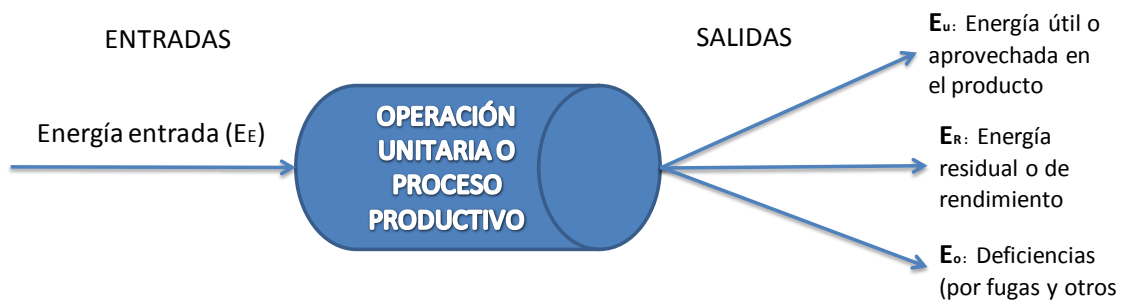 ENTRADAS
SALIDAS
Energía entrada (EE)
OPERACIÓN
UNITARIA O
PROCESO
PRODUCTIVO
Eu: Energía útil o
aprovechada en
el producto
ER: Energía
residual o de
rendimiento
Eo: Deficiencias
(por fugas y otros